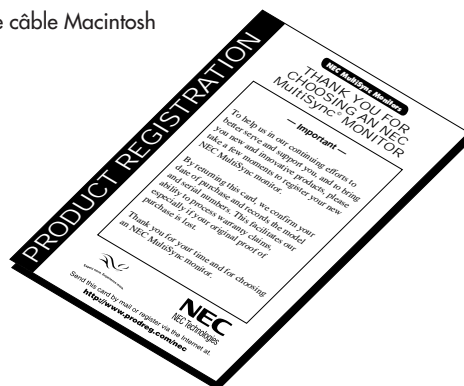 e câble Macintosh
PRODUCT REGISTRATION
NEC MultiSync Monitors
THANK YOU FOR
CHOOSING AN NEC
MultiSync® MONITOR
— Important —
To help us in our continuing efforts to
better serve and support you, and to bring
you new and innovative products, please
take a few moments to register your new
NEC MultiSync monitor.
By returning this card, we confirm your
date of purchase and records the model
and serial numbers. This facilitates our
ability to process warranty claims
especially if your original proof of
purchase is lost.
Thank you for your time and for choosing
an NEC MultiSync monitor.
NEC
NEC Technologies
Send this card by mail or register via the Internet at
http://www.prodreg.com/nec